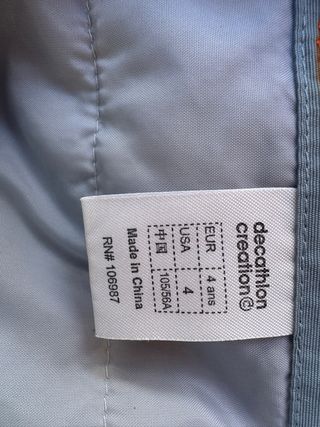 decathlon
creation©
EUR 4 ans
USA 4
中国 105/56A
Made in China
RN# 106987